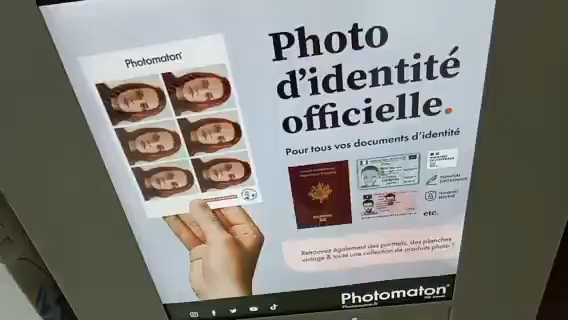 Photomaton
Photo
d'identité
officielle.
Pour tous vos documents d'identité
etc.
Retrouvez également des portraits, des planches
vintage & toute une collection de produits photo !
Photomaton